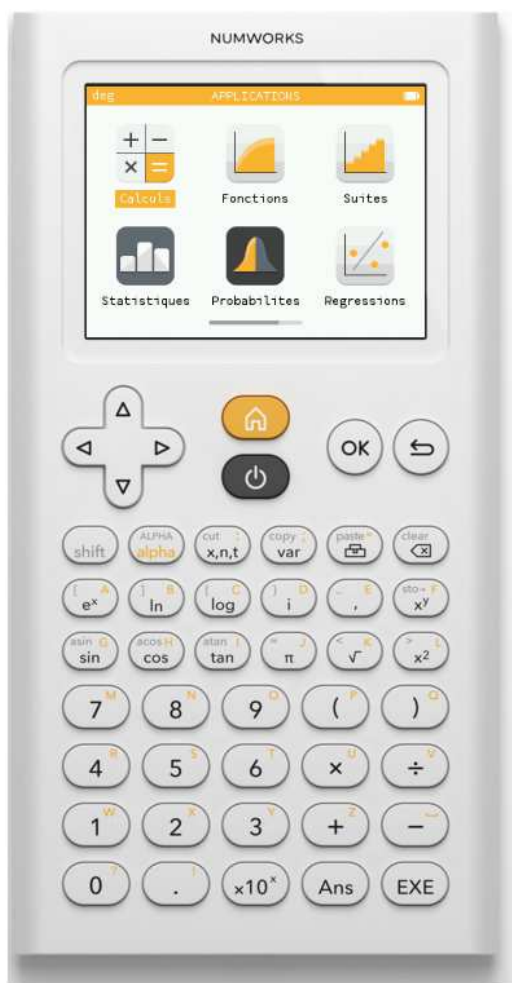 NUMWORKS
deg APPLICATIONS
Calculs Fonctions Suites
Statistiques Probabilites Regressions
OK
ALPHA cut : copy ; paste " clear
shift alpha x,n,t var
[ A ] B { C } D _ E sto→ F
eˣ ln log i , xʸ
asin G acos H atan I = J < K > L
sin cos tan π √ x²
M N O P Q
7 8 9 ( )
R S T U V
4 5 6 × ÷
W X Y Z
1 2 3 + −
? !
0 . ×10ˣ Ans EXE